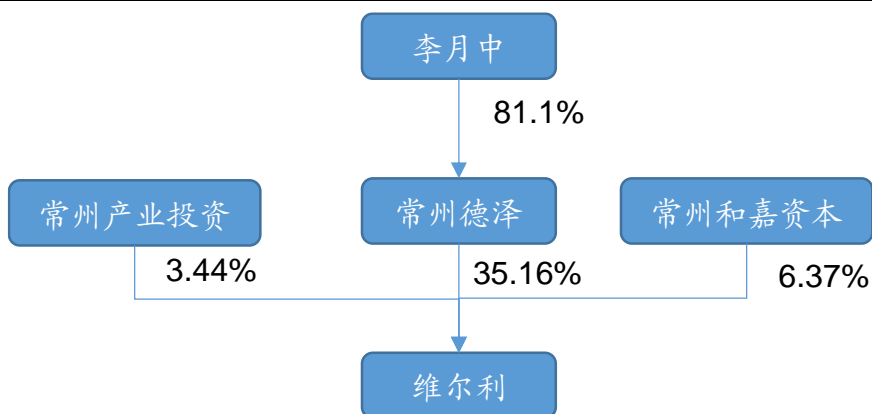 李月中
81.1%
常州产业投资
常州德泽
常州和嘉资本
3.44%
35.16%
6.37%
维尔利